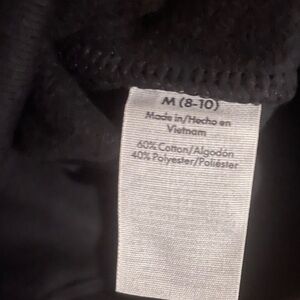 M (8-10)
Made in/Hecho en
Vietnam
60% Cotton/Algodón
40% Polyester/Poliéster